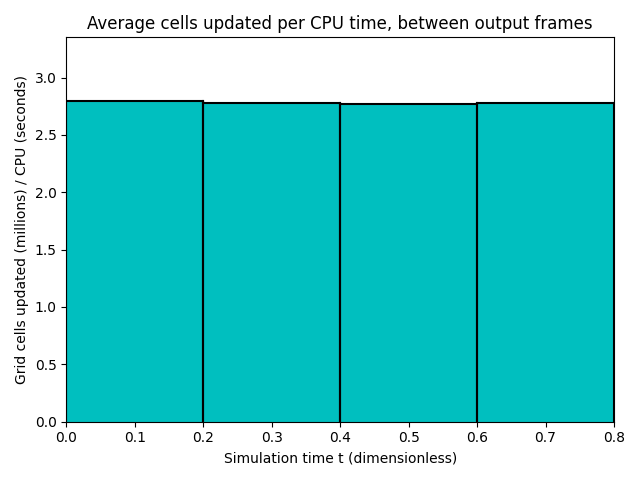 Average cells updated per CPU time, between output frames
Grid cells updated (millions) / CPU (seconds)
3.0
2.5
2.0
1.5
1.0
0.5
0.0
0.0 0.1 0.2 0.3 0.4 0.5 0.6 0.7 0.8
Simulation time t (dimensionless)